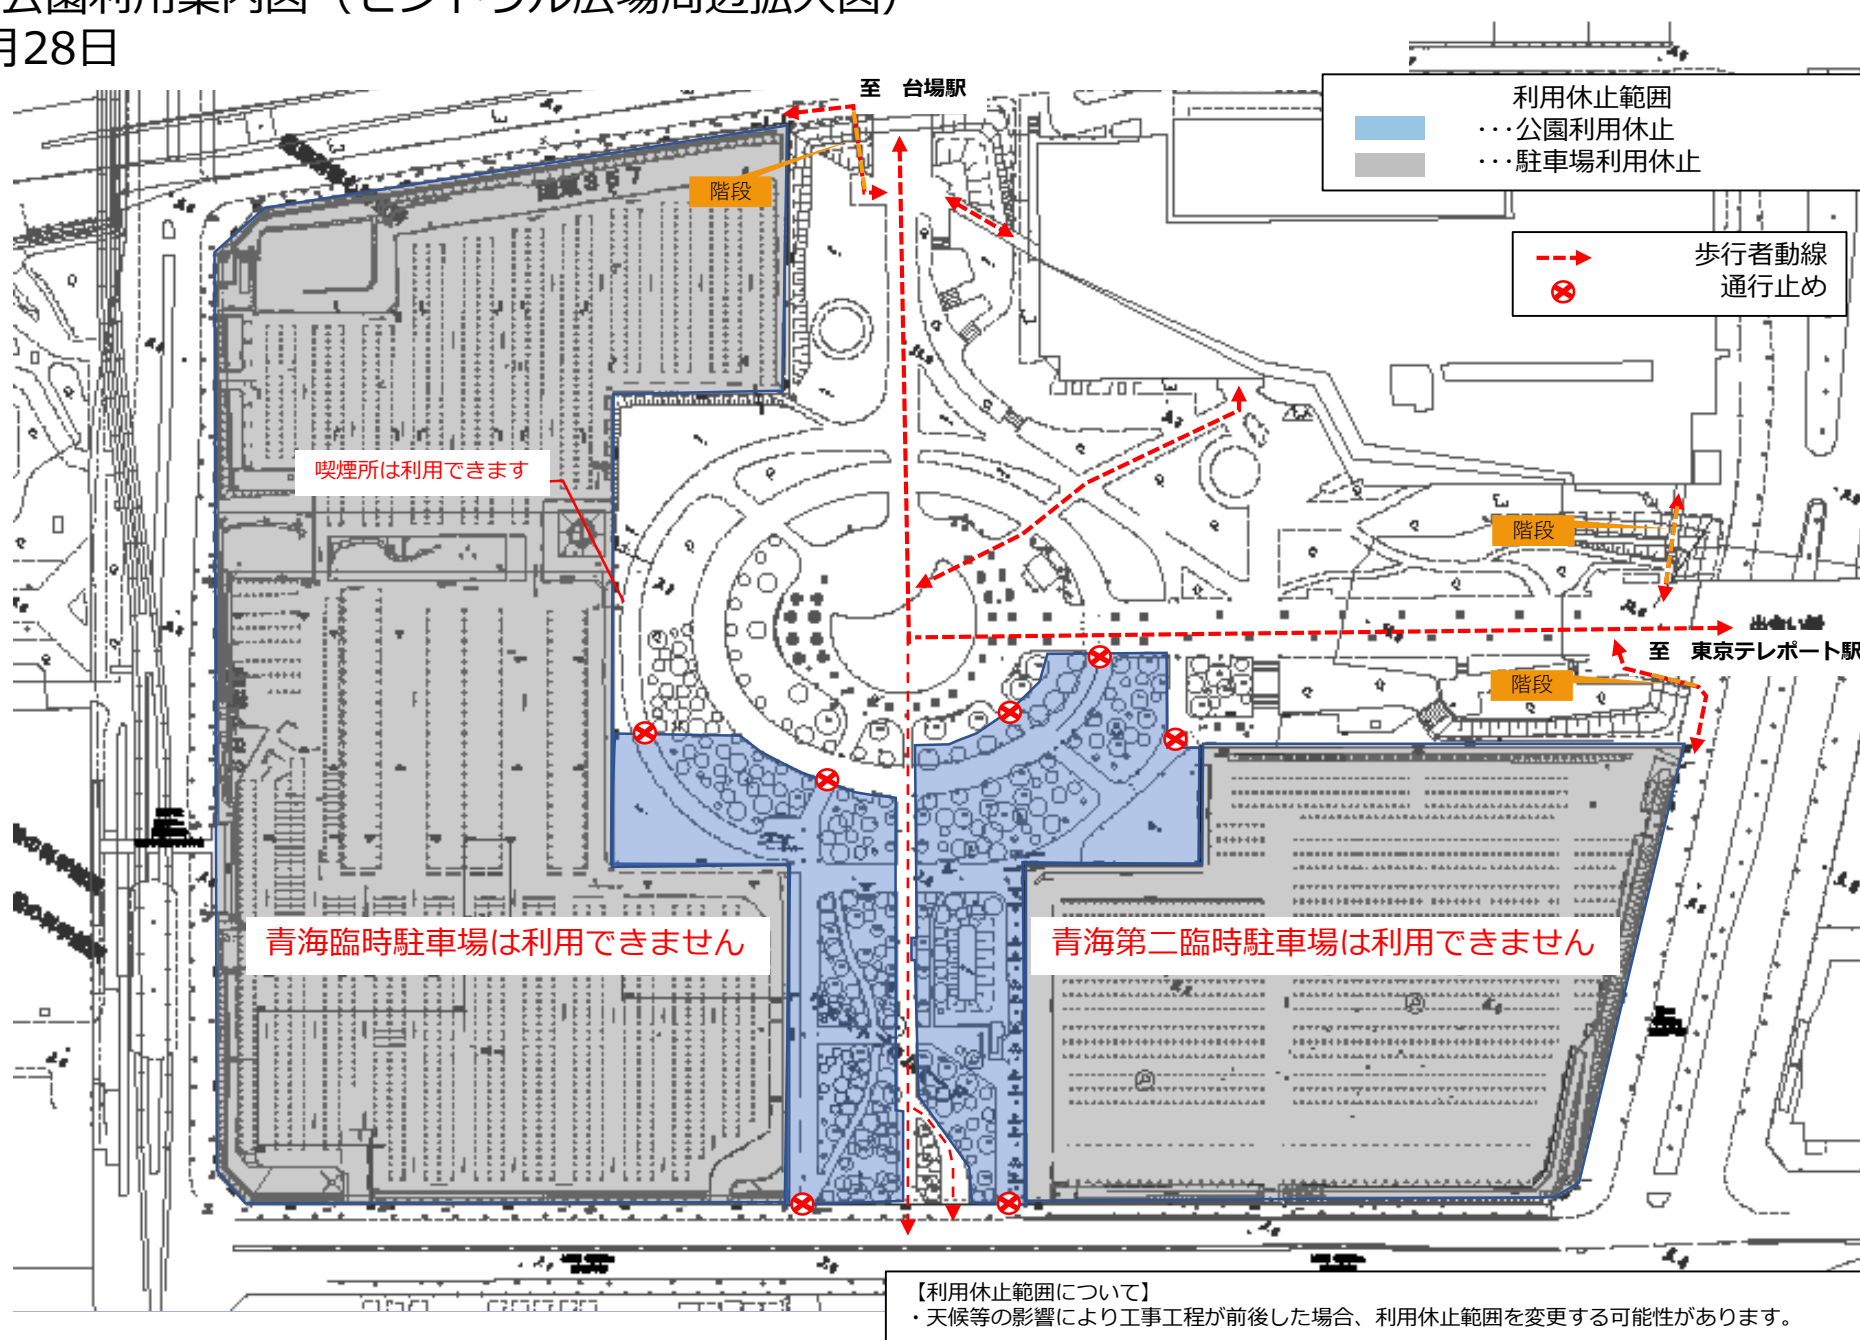 公園利用案内図（セントラル広場周辺拡大図）
月28日
至　台場駅
利用休止範囲
･･･公園利用休止
･･･駐車場利用休止
階段
歩行者動線
通行止め
喫煙所は利用できます
階段
至　東京テレポート駅
階段
青海臨時駐車場は利用できません
青海第二臨時駐車場は利用できません
【利用休止範囲について】
・天候等の影響により工事工程が前後した場合、利用休止範囲を変更する可能性があります。